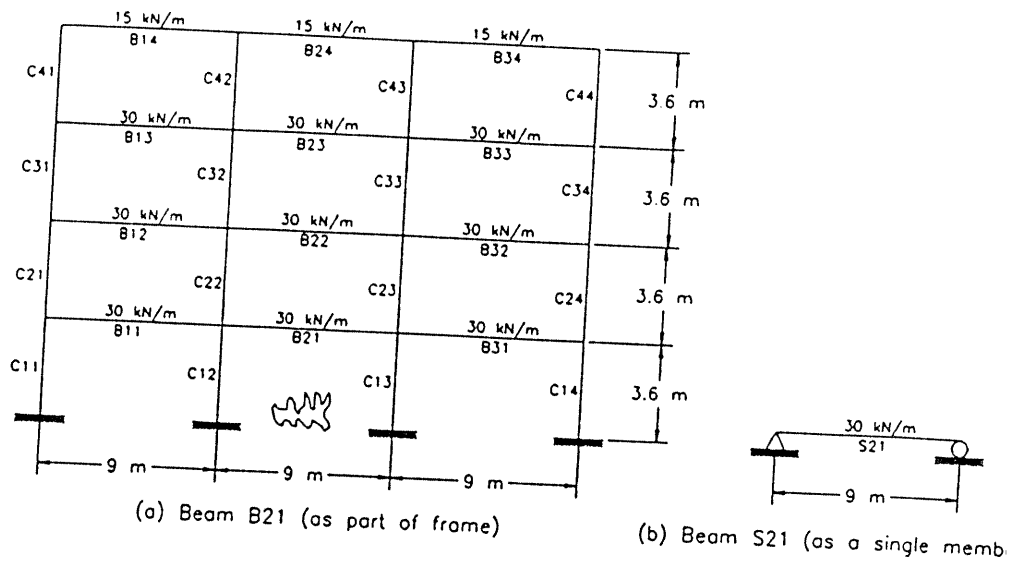 15 kN/m 15 kN/m 15 kN/m
B14 B24 B34
C41 C42 C43 C44 3.6 m
30 kN/m 30 kN/m 30 kN/m
B13 B23 B33
C31 C32 C33 C34 3.6 m
30 kN/m 30 kN/m 30 kN/m
B12 B22 B32
C21 C22 C23 C24 3.6 m
30 kN/m 30 kN/m 30 kN/m
B11 B21 B31
C11 C12 C13 C14 3.6 m
9 m 9 m 9 m
(a) Beam B21 (as part of frame)
30 kN/m
S21
9 m
(b) Beam S21 (as a single memb